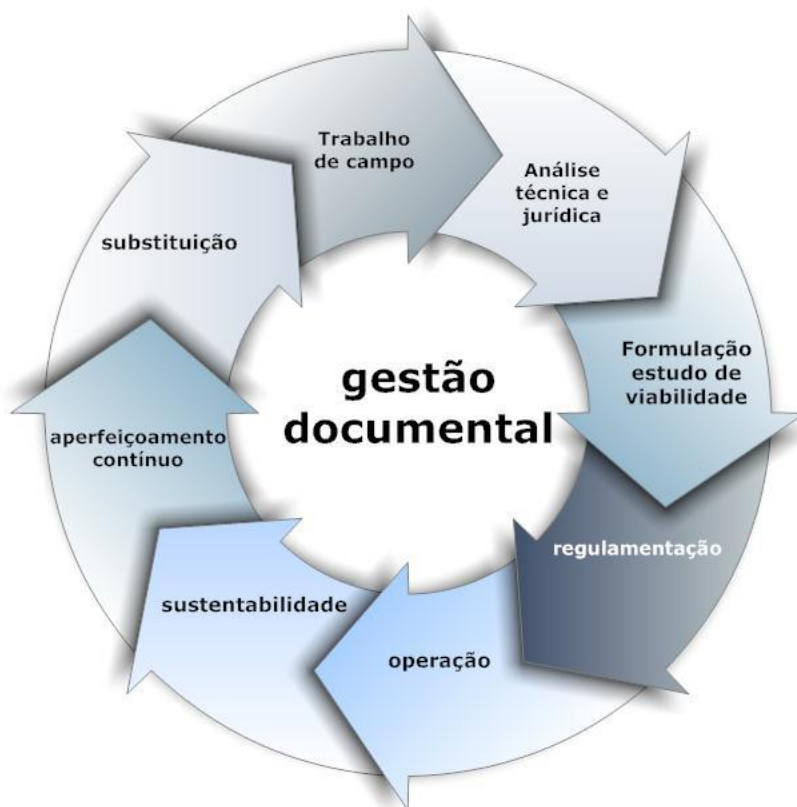 Trabalho
de campo
Análise
técnica e
jurídica
Formulação
estudo de
viabilidade
regulamentação
operação
sustentabilidade
aperfeiçoamento
contínuo
substituição
gestão
documental